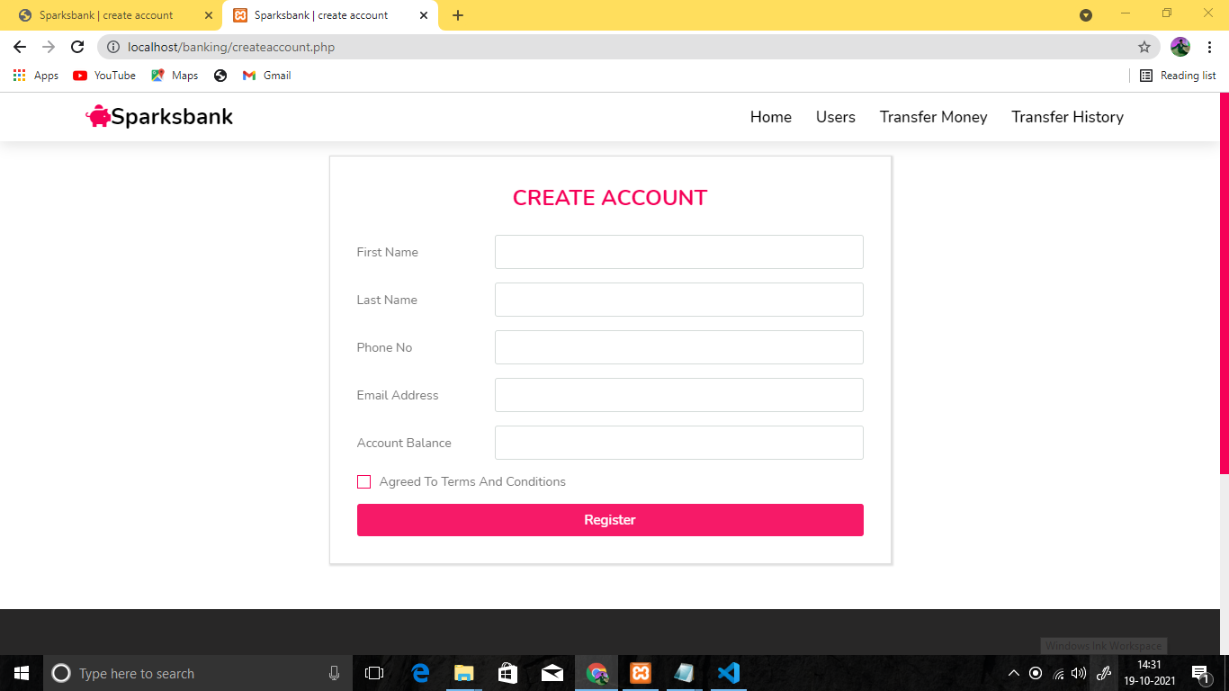 Sparksbank | create account
Sparksbank | create account
localhost/banking/createaccount.php
Apps YouTube Maps Gmail Reading list
Sparksbank Home Users Transfer Money Transfer History
CREATE ACCOUNT
First Name
Last Name
Phone No
Email Address
Account Balance
Agreed To Terms And Conditions
Register
Windows Ink Workspace
Type here to search
14:31
19-10-2021
1